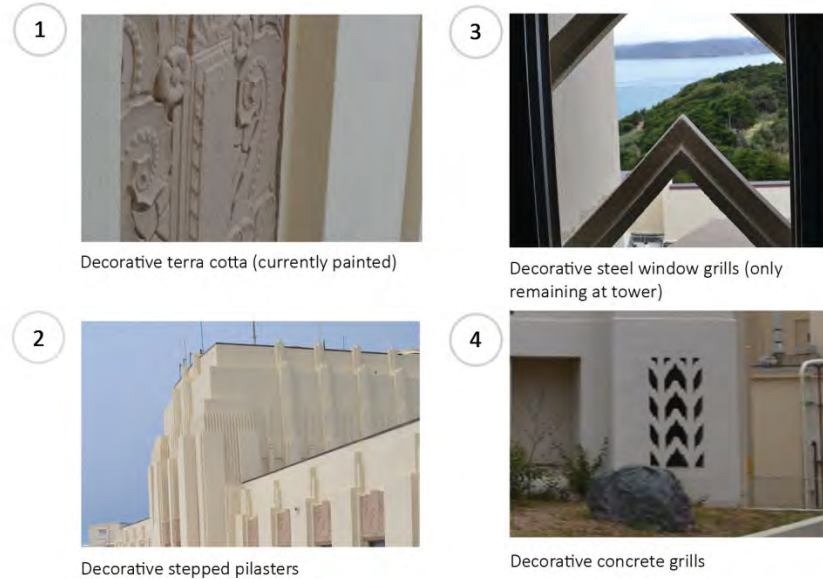 1
Decorative terra cotta (currently painted)
2
Decorative stepped pilasters
3
Decorative steel window grills (only
remaining at tower)
4
Decorative concrete grills